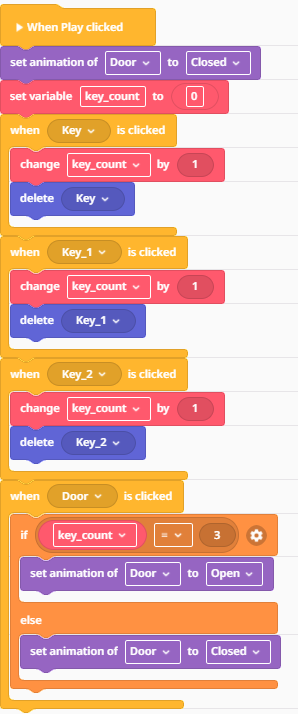 When Play clicked
set animation of Door to Closed
set variable key_count to 0
when Key is clicked
change key_count by 1
delete Key
when Key_1 is clicked
change key_count by 1
delete Key_1
when Key_2 is clicked
change key_count by 1
delete Key_2
when Door is clicked
if key_count = 3
set animation of Door to Open
else
set animation of Door to Closed